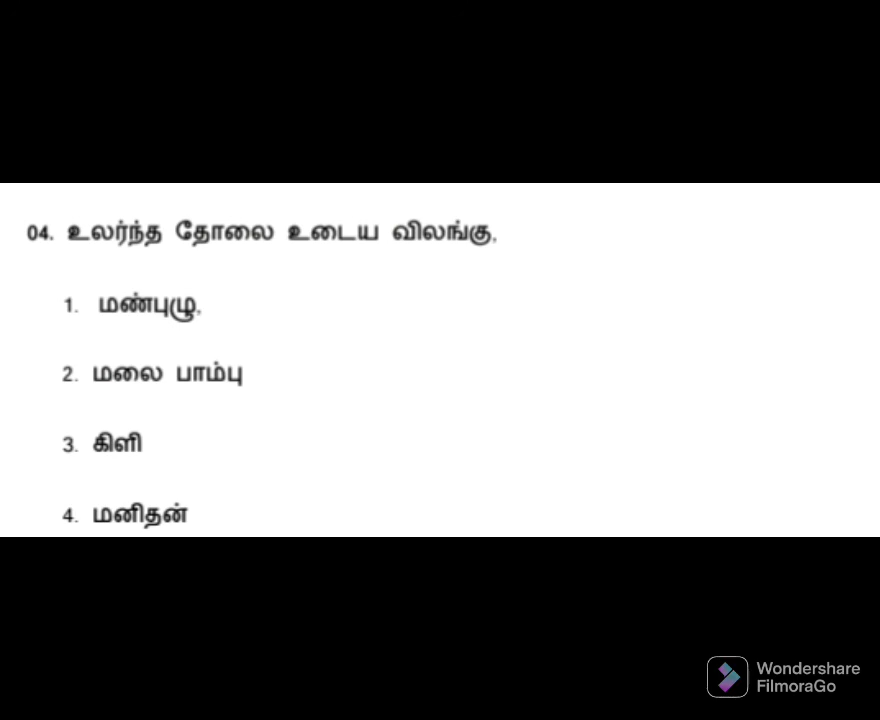 04. உலர்ந்த தோலை உடைய விலங்கு,
1. மண்புழு,
2. மலை பாம்பு
3. கிளி
4. மனிதன்
Wondershare
FilmoraGo